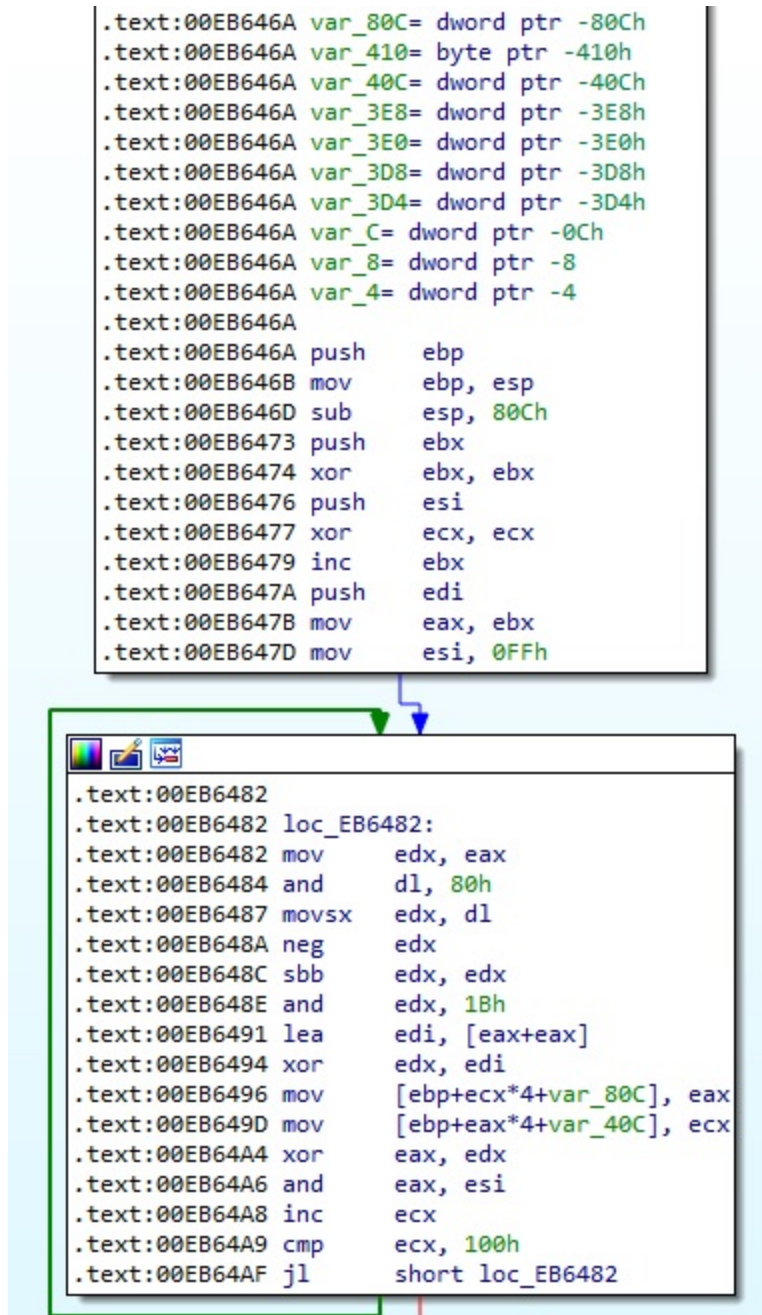 .text:00EB646A var_80C= dword ptr -80Ch
.text:00EB646A var_410= byte ptr -410h
.text:00EB646A var_40C= dword ptr -40Ch
.text:00EB646A var_3E8= dword ptr -3E8h
.text:00EB646A var_3E0= dword ptr -3E0h
.text:00EB646A var_3D8= dword ptr -3D8h
.text:00EB646A var_3D4= dword ptr -3D4h
.text:00EB646A var_C= dword ptr -0Ch
.text:00EB646A var_8= dword ptr -8
.text:00EB646A var_4= dword ptr -4
.text:00EB646A
.text:00EB646A push    ebp
.text:00EB646B mov     ebp, esp
.text:00EB646D sub     esp, 80Ch
.text:00EB6473 push    ebx
.text:00EB6474 xor     ebx, ebx
.text:00EB6476 push    esi
.text:00EB6477 xor     ecx, ecx
.text:00EB6479 inc     ebx
.text:00EB647A push    edi
.text:00EB647B mov     eax, ebx
.text:00EB647D mov     esi, 0FFh
.text:00EB6482
.text:00EB6482 loc_EB6482:
.text:00EB6482 mov     edx, eax
.text:00EB6484 and     dl, 80h
.text:00EB6487 movsx   edx, dl
.text:00EB648A neg     edx
.text:00EB648C sbb     edx, edx
.text:00EB648E and     edx, 1Bh
.text:00EB6491 lea     edi, [eax+eax]
.text:00EB6494 xor     edx, edi
.text:00EB6496 mov     [ebp+ecx*4+var_80C], eax
.text:00EB649D mov     [ebp+eax*4+var_40C], ecx
.text:00EB64A4 xor     eax, edx
.text:00EB64A6 and     eax, esi
.text:00EB64A8 inc     ecx
.text:00EB64A9 cmp     ecx, 100h
.text:00EB64AF jl      short loc_EB6482